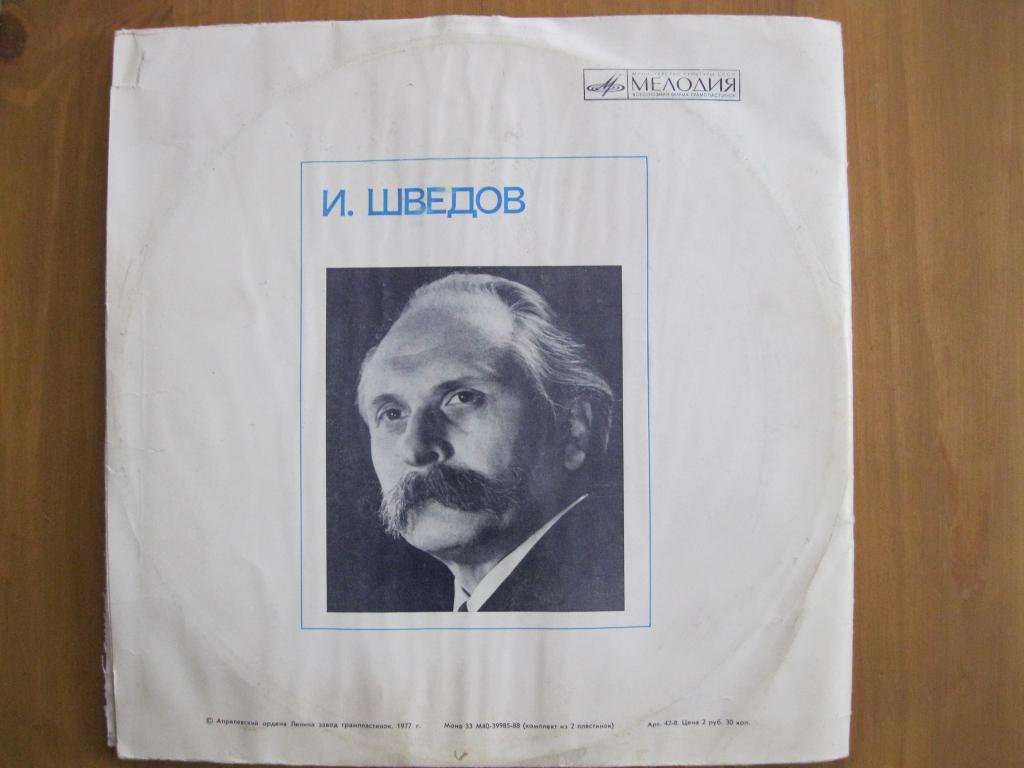 МИНИСТЕРСТВО КУЛЬТУРЫ СССР
МЕЛОДИЯ
ВСЕСОЮЗНАЯ ФИРМА ГРАМПЛАСТИНОК
И. ШВЕДОВ
© Апрелевский ордена Ленина завод грампластинок, 1977 г. Моно 33 М40-39985-88 (комплект из 2 пластинок) Арт. 42-8. Цена 2 руб. 30 коп.